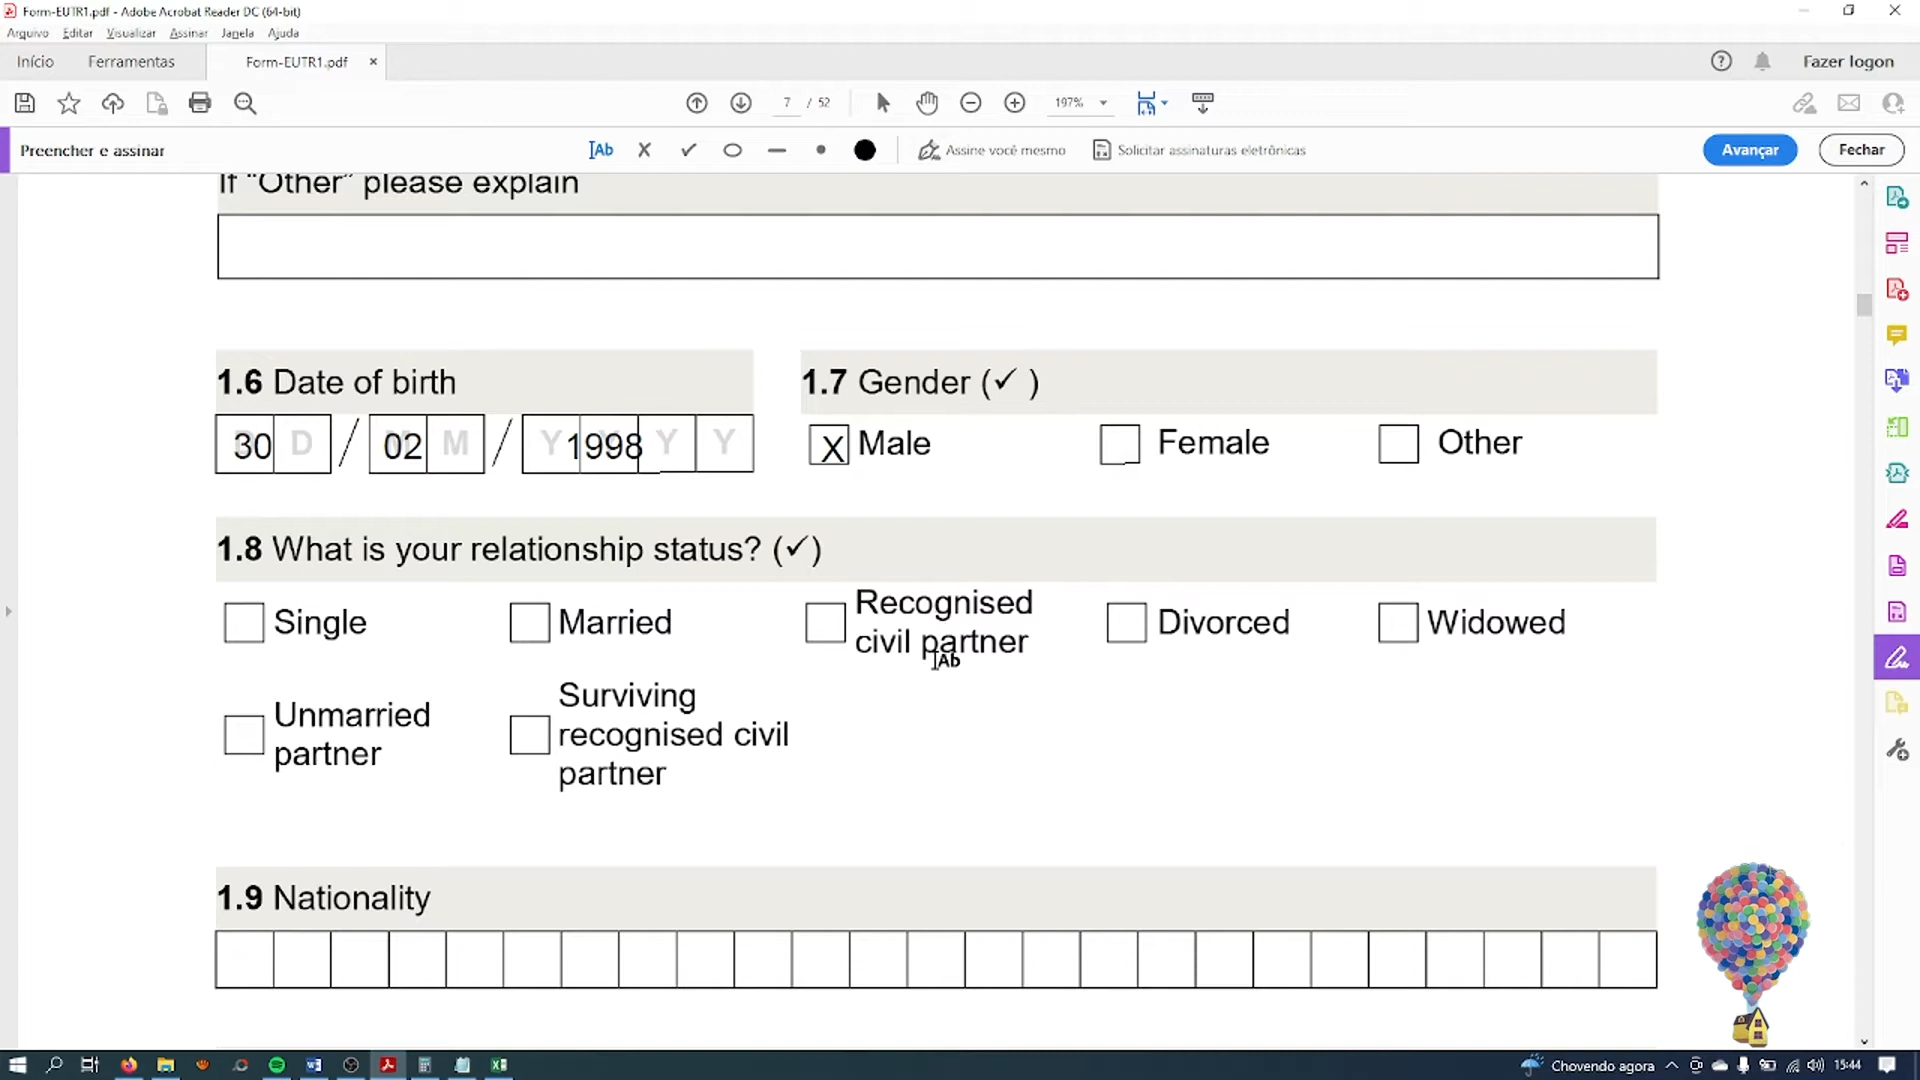 Form-EUTR1.pdf - Adobe Acrobat Reader DC (64-bit)
Arquivo Editar Visualizar Assinar Janela Ajuda
Início Ferramentas Form-EUTR1.pdf × Fazer logon
7 / 52 197%
Preencher e assinar Ab Assine você mesmo Solicitar assinaturas eletrônicas Avançar Fechar
If “Other” please explain
1.6 Date of birth 1.7 Gender (✓ )
30 D / 02 M / Y 1998 Y Y X Male Female Other
1.8 What is your relationship status? (✓)
Single Married Recognised civil partner Divorced Widowed
Ab
Unmarried partner Surviving recognised civil partner
1.9 Nationality
Chovendo agora 15:44